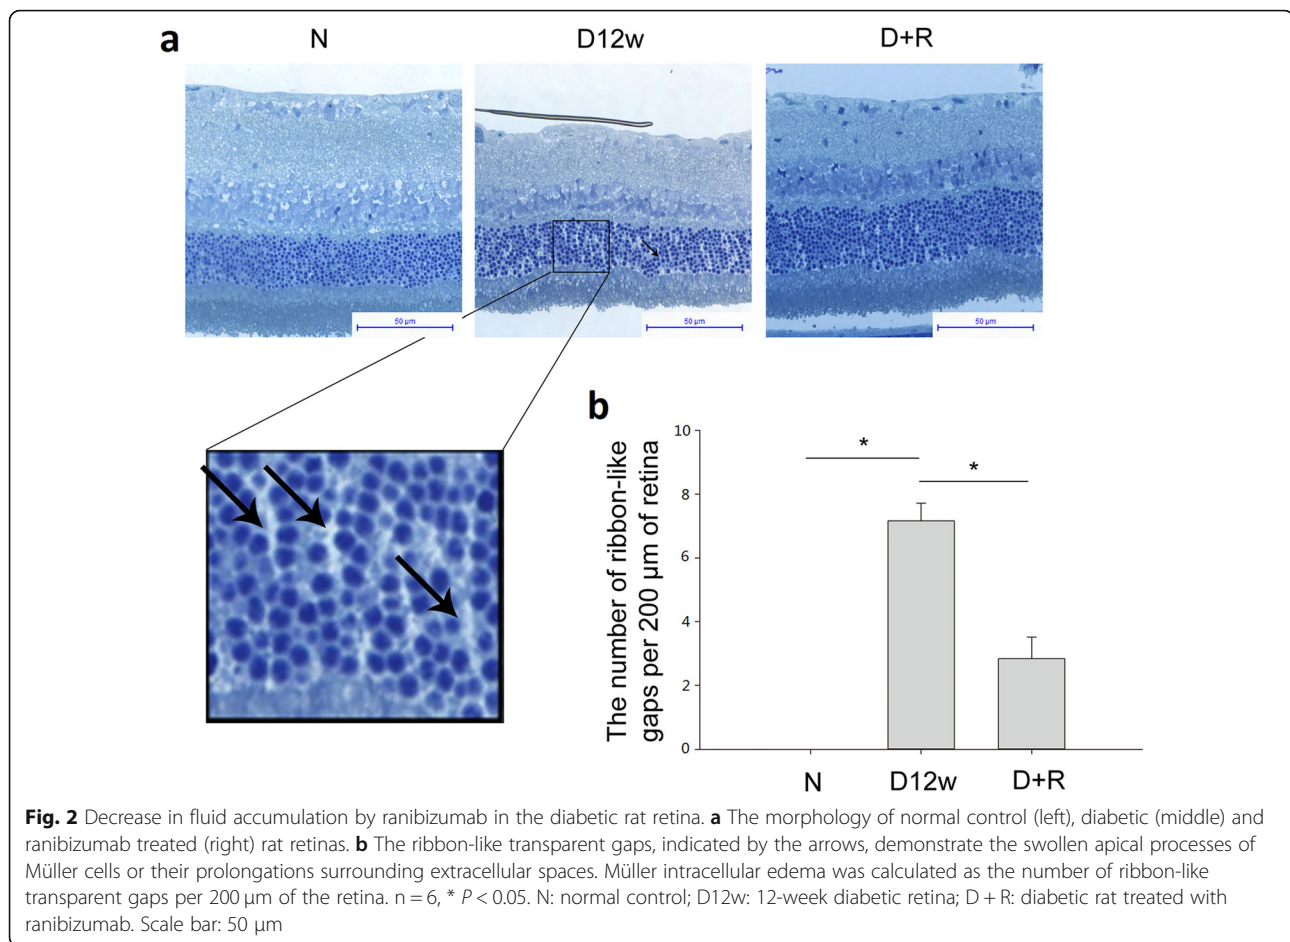 a
N
D12w
D+R
50 µm
50 µm
50 µm
b
The number of ribbon-like
gaps per 200 µm of retina
10
8
6
4
2
0
*
*
N
D12w
D+R
Fig. 2 Decrease in fluid accumulation by ranibizumab in the diabetic rat retina. a The morphology of normal control (left), diabetic (middle) and
ranibizumab treated (right) rat retinas. b The ribbon-like transparent gaps, indicated by the arrows, demonstrate the swollen apical processes of
Müller cells or their prolongations surrounding extracellular spaces. Müller intracellular edema was calculated as the number of ribbon-like
transparent gaps per 200 µm of the retina. n = 6, * P < 0.05. N: normal control; D12w: 12-week diabetic retina; D + R: diabetic rat treated with
ranibizumab. Scale bar: 50 µm